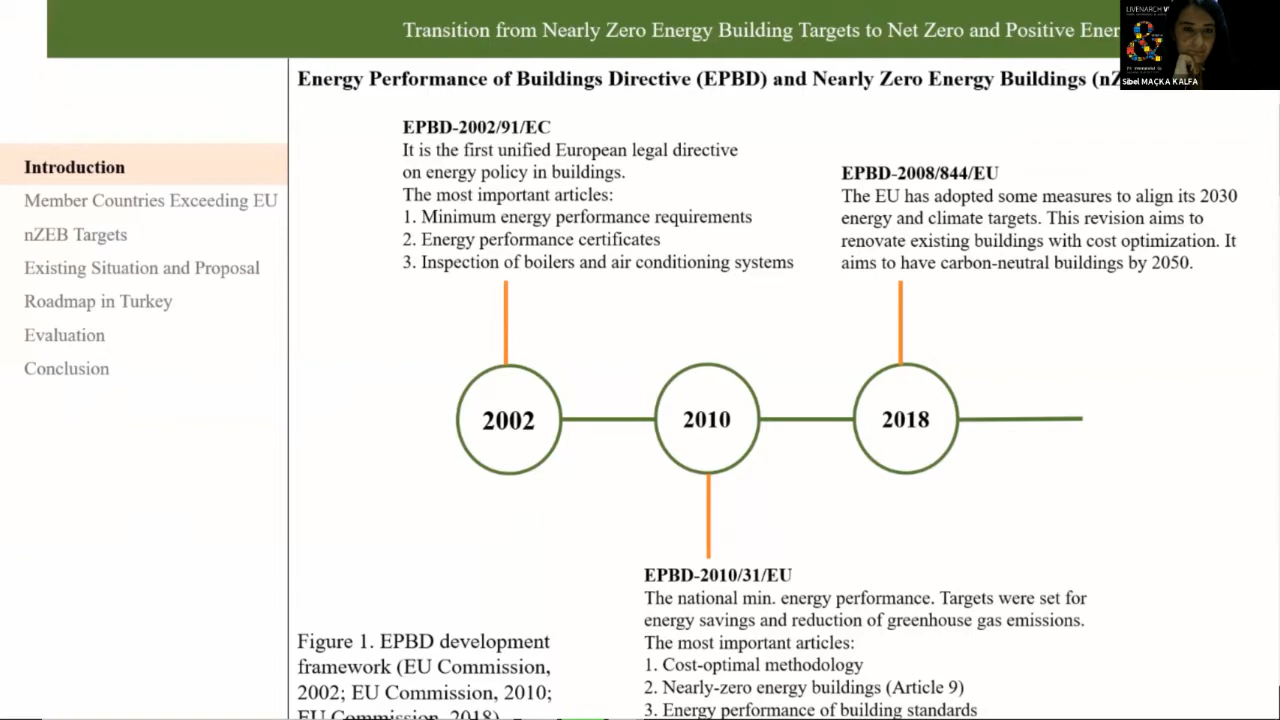 Transition from Nearly Zero Energy Building Targets to Net Zero and Positive Ener
LIVENARCH V
Sibel MAÇKA KALFA
Energy Performance of Buildings Directive (EPBD) and Nearly Zero Energy Buildings (nZ
Introduction
Member Countries Exceeding EU
nZEB Targets
Existing Situation and Proposal
Roadmap in Turkey
Evaluation
Conclusion
EPBD-2002/91/EC
It is the first unified European legal directive
on energy policy in buildings.
The most important articles:
1. Minimum energy performance requirements
2. Energy performance certificates
3. Inspection of boilers and air conditioning systems
EPBD-2008/844/EU
The EU has adopted some measures to align its 2030
energy and climate targets. This revision aims to
renovate existing buildings with cost optimization. It
aims to have carbon-neutral buildings by 2050.
2002
2010
2018
EPBD-2010/31/EU
The national min. energy performance. Targets were set for
energy savings and reduction of greenhouse gas emissions.
The most important articles:
1. Cost-optimal methodology
2. Nearly-zero energy buildings (Article 9)
3. Energy performance of building standards
Figure 1. EPBD development
framework (EU Commission,
2002; EU Commission, 2010;
EU Commission, 2018)